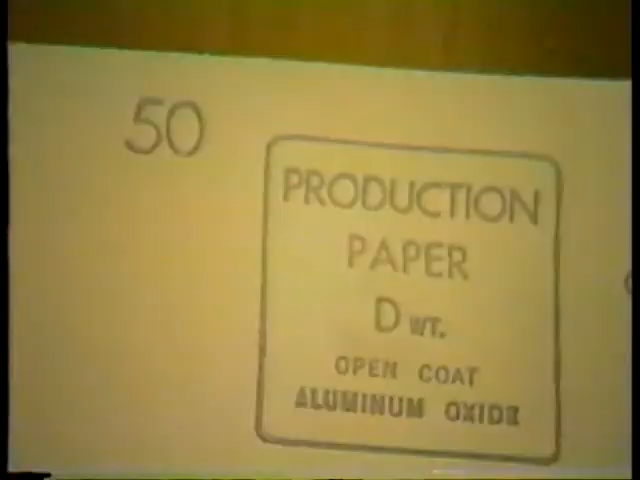 50
PRODUCTION
PAPER
D WT.
OPEN COAT
ALUMINUM OXIDE